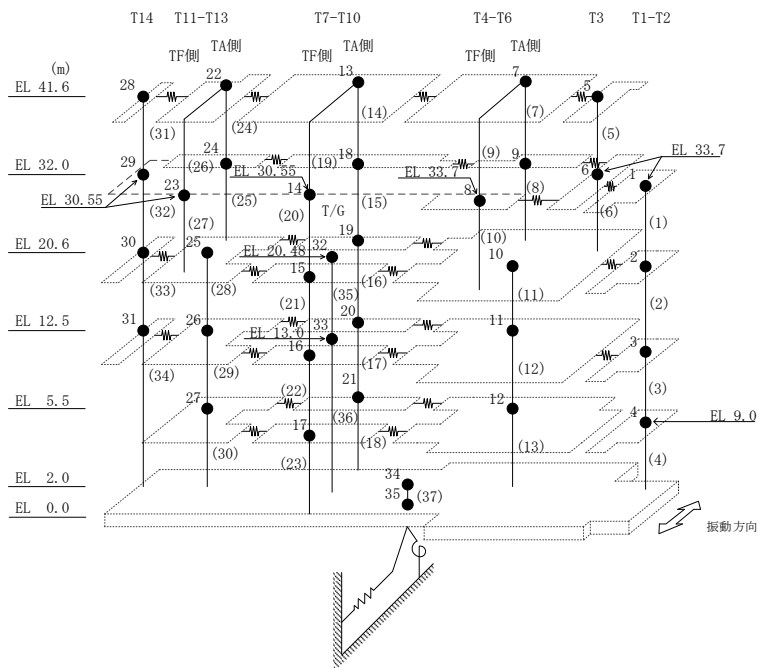 T14 T11-T13 T7-T10 T4-T6 T3 T1-T2
TF側 TA側 TF側 TA側 TF側 TA側
(m)
EL 41.6
28 22 13 7 5
(31) (24) (14) (7) (5)
EL 32.0
29 24 (26) (19) 18 (9) 9 6 EL 33.7
EL 30.55 EL 33.7
23 14 8 (8) 1
EL 30.55
(32) (25) (20) T/G (15) (6)
(27) (10) (1)
EL 20.6
30 25 32 19 10 2
EL 20.48
15
(33) (28) (35) (16) (11) (2)
(21)
EL 12.5
31 26 33 20 11 3
EL 13.0
16
(34) (29) (17) (12) (3)
EL 5.5
27 (22) 21 12 4
(36) EL 9.0
17
(30) (18) (13)
(23) (4)
EL 2.0
34
35 (37)
EL 0.0
振動方向